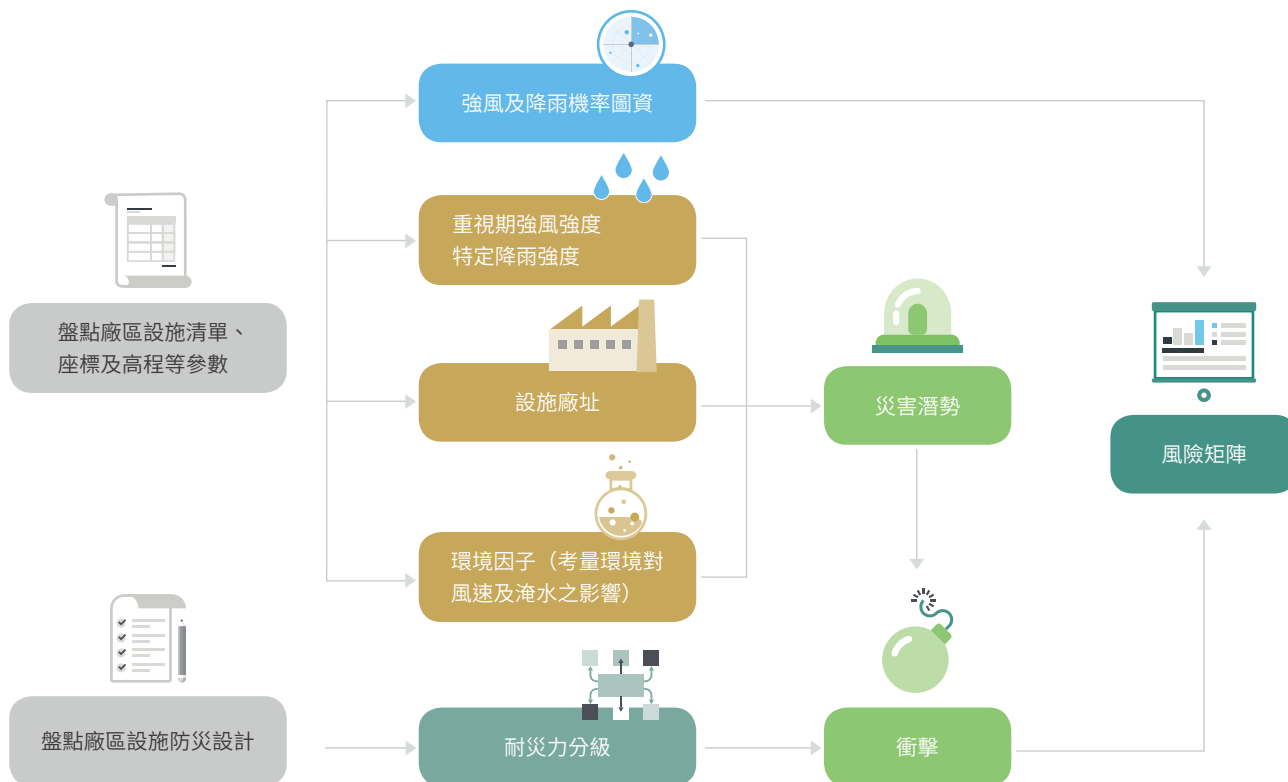 強風及降雨機率圖資
重視期強風強度
特定降雨強度
盤點廠區設施清單、
座標及高程等參數
設施廠址
災害潛勢
風險矩陣
環境因子（考量環境對
風速及淹水之影響）
盤點廠區設施防災設計
耐災力分級
衝擊